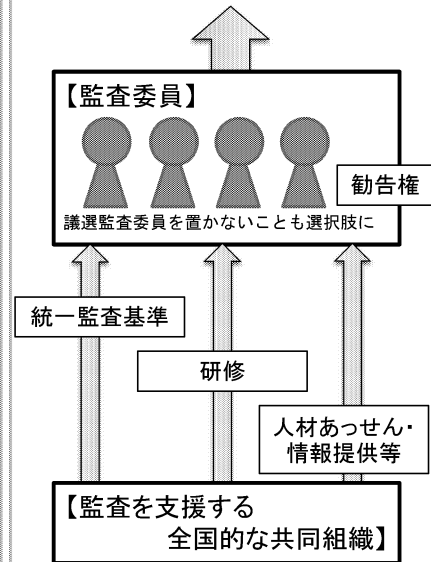 【監査委員】
勧告権
議選監査委員を置かないことも選択肢に
統一監査基準
研修
人材あっせん・
情報提供等
【監査を支援する
全国的な共同組織】